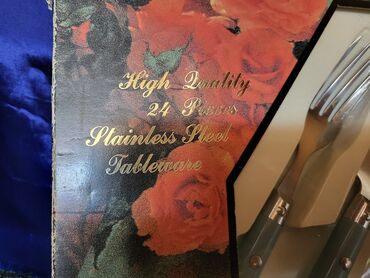 High Quality
24 Pieces
Stainless Steel
Tableware